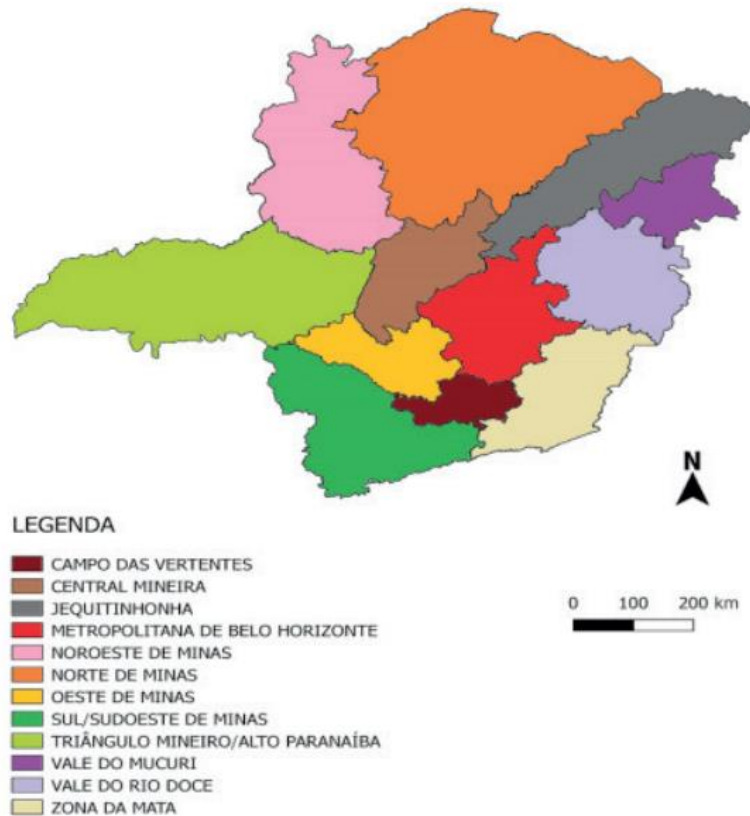 N
LEGENDA
CAMPO DAS VERTENTES
CENTRAL MINEIRA
JEQUITINHONHA
METROPOLITANA DE BELO HORIZONTE
NOROESTE DE MINAS
NORTE DE MINAS
OESTE DE MINAS
SUL/SUDOESTE DE MINAS
TRIÂNGULO MINEIRO/ALTO PARANAÍBA
VALE DO MUCURI
VALE DO RIO DOCE
ZONA DA MATA
0 100 200 km